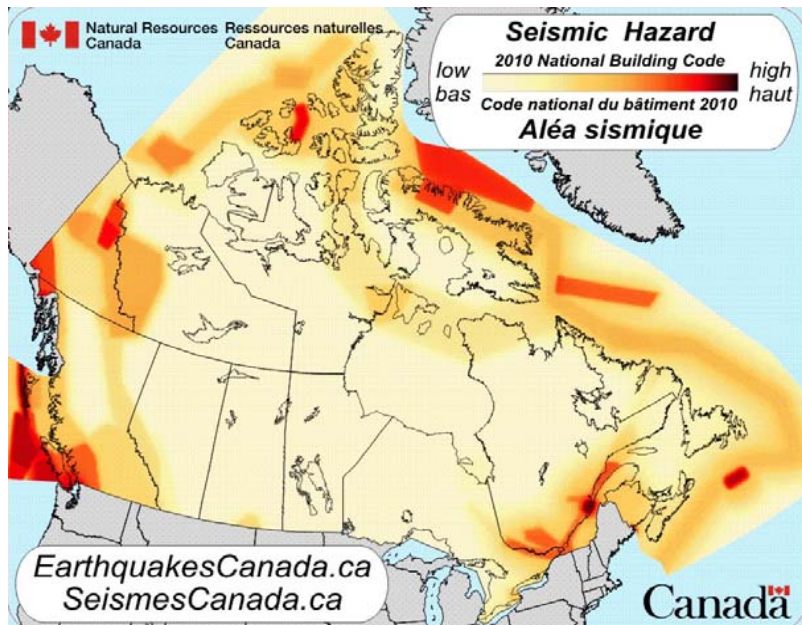 Natural Resources Ressources naturelles
Canada Canada
Seismic Hazard
2010 National Building Code
low high
bas haut
Code national du bâtiment 2010
Aléa sismique
EarthquakesCanada.ca
SeismesCanada.ca
Canada